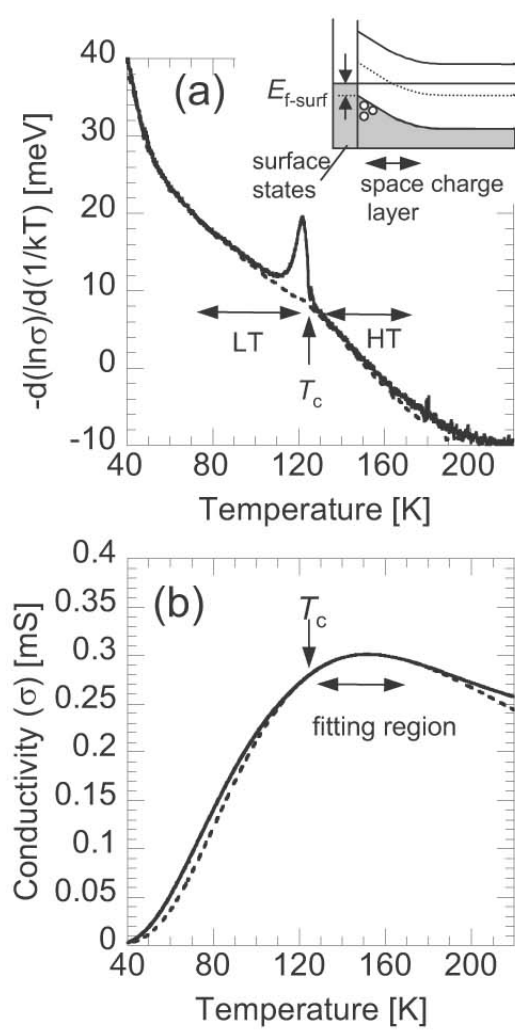 (a)
E_f-surf
surface
states
space charge
layer
-d(lnσ)/d(1/kT) [meV]
40
30
20
10
0
-10
LT
HT
T_c
40
80
120
160
200
Temperature [K]
(b)
T_c
fitting region
Conductivity (σ) [mS]
0.4
0.35
0.3
0.25
0.2
0.15
0.1
0.05
0
40
80
120
160
200
Temperature [K]